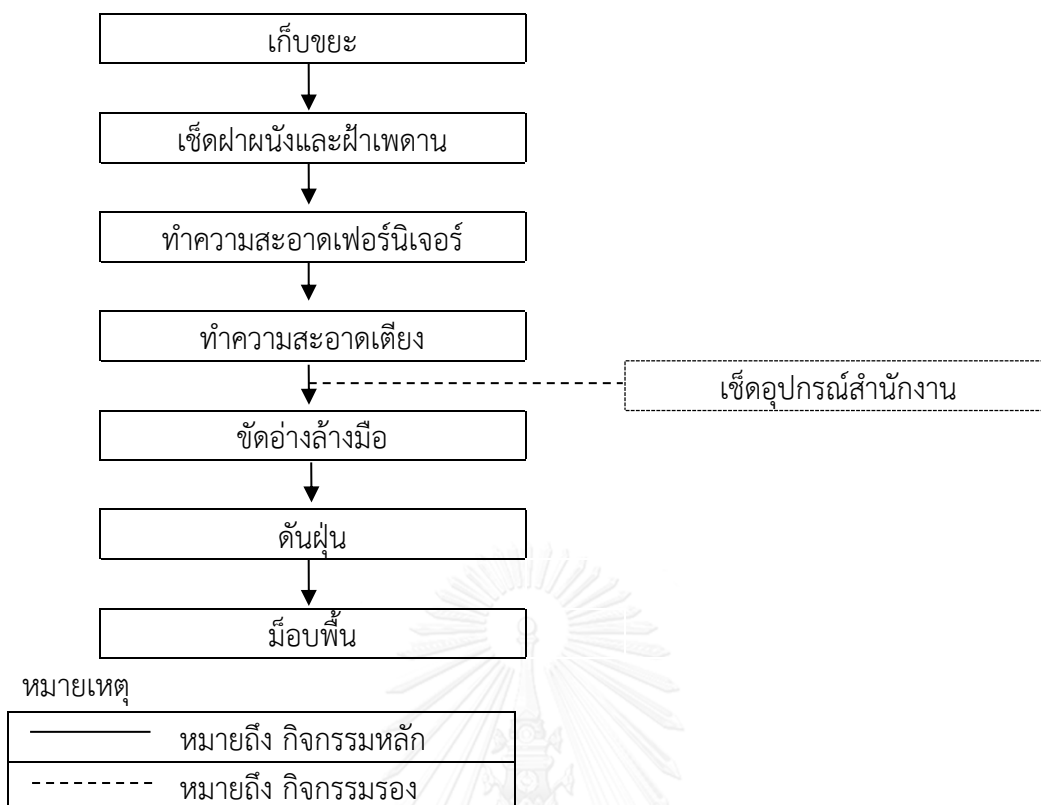 เก็บขยะ
เช็ดฝาผนังและฝ้าเพดาน
ทำความสะอาดเฟอร์นิเจอร์
ทำความสะอาดเตียง
เช็ดอุปกรณ์สำนักงาน
ขัดอ่างล้างมือ
ดันฝุ่น
ม็อบพื้น
หมายเหตุ
หมายถึง กิจกรรมหลัก
หมายถึง กิจกรรมรอง